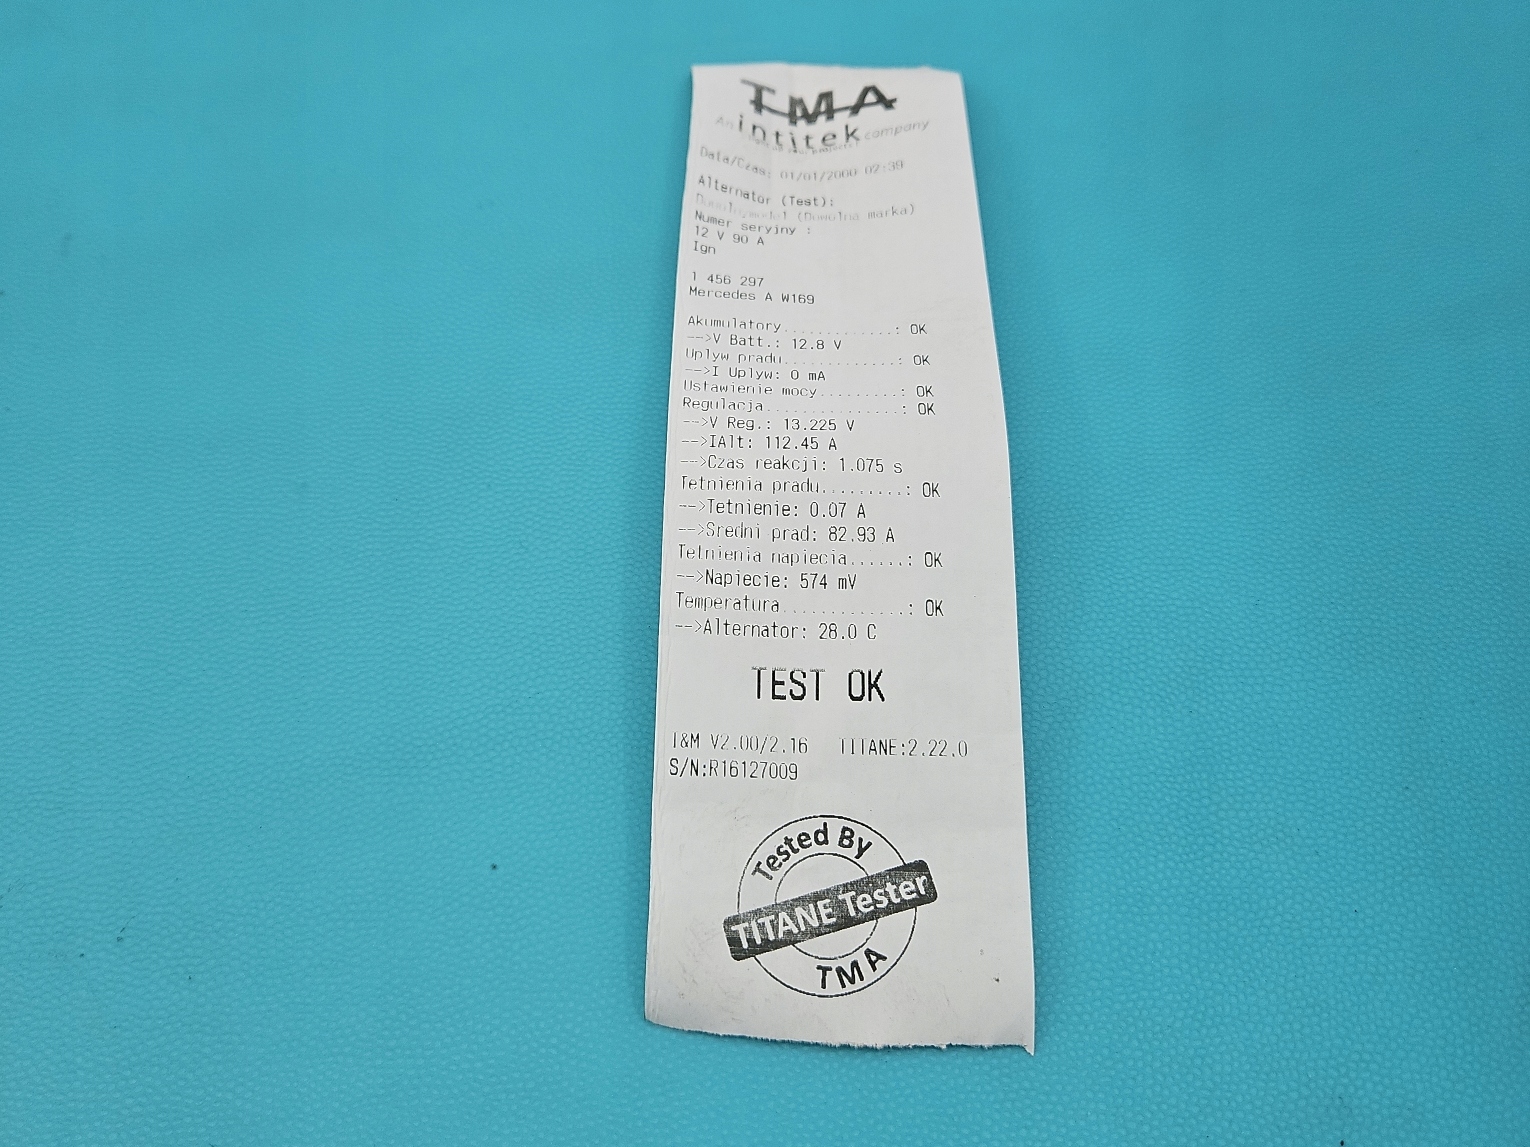 TMA
An intitek company
Data/Czas: 01/01/2000 02:39
Alternator (Test):
(Dowolna marka)
Numer seryjny :
12 V 90 A
Ign
1 456 297
Mercedes A W169
Akumulatory.............: OK
-->V Batt.: 12.8 V
Uplyw pradu.............: OK
-->I Uplyw: 0 mA
Ustawienie mocy.........: OK
Regulacja...............: OK
-->V Reg.: 13.225 V
-->IAlt: 112.45 A
-->Czas reakcji: 1.075 s
Tetnienia pradu.........: OK
-->Tetnienie: 0.07 A
-->Sredni prad: 82.93 A
Tetnienia napiecia......: OK
-->Napiecie: 574 mV
Temperatura.............: OK
-->Alternator: 28.0 C
TEST OK
I&M V2.00/2.16 TITANE:2.22.0
S/N:R16127009
Tested By
TITANE Tester
TMA